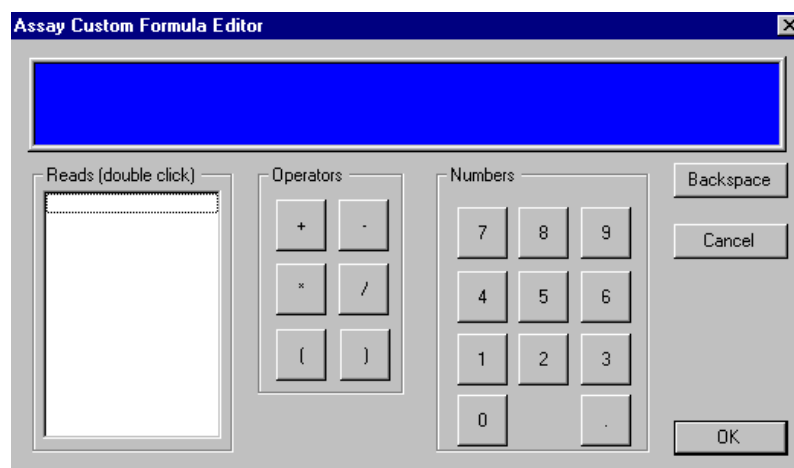 Assay Custom Formula Editor
Reads (double click)
Operators
Numbers
Backspace
+ -
7 8 9
Cancel
* /
4 5 6
( )
1 2 3
0 .
OK